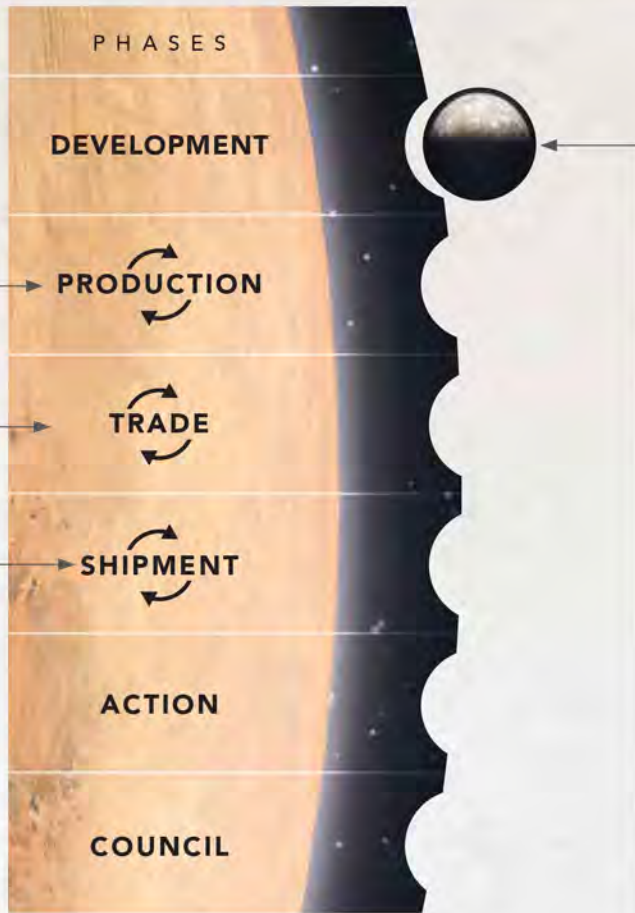 PHASES
DEVELOPMENT
PRODUCTION
TRADE
SHIPMENT
ACTION
COUNCIL